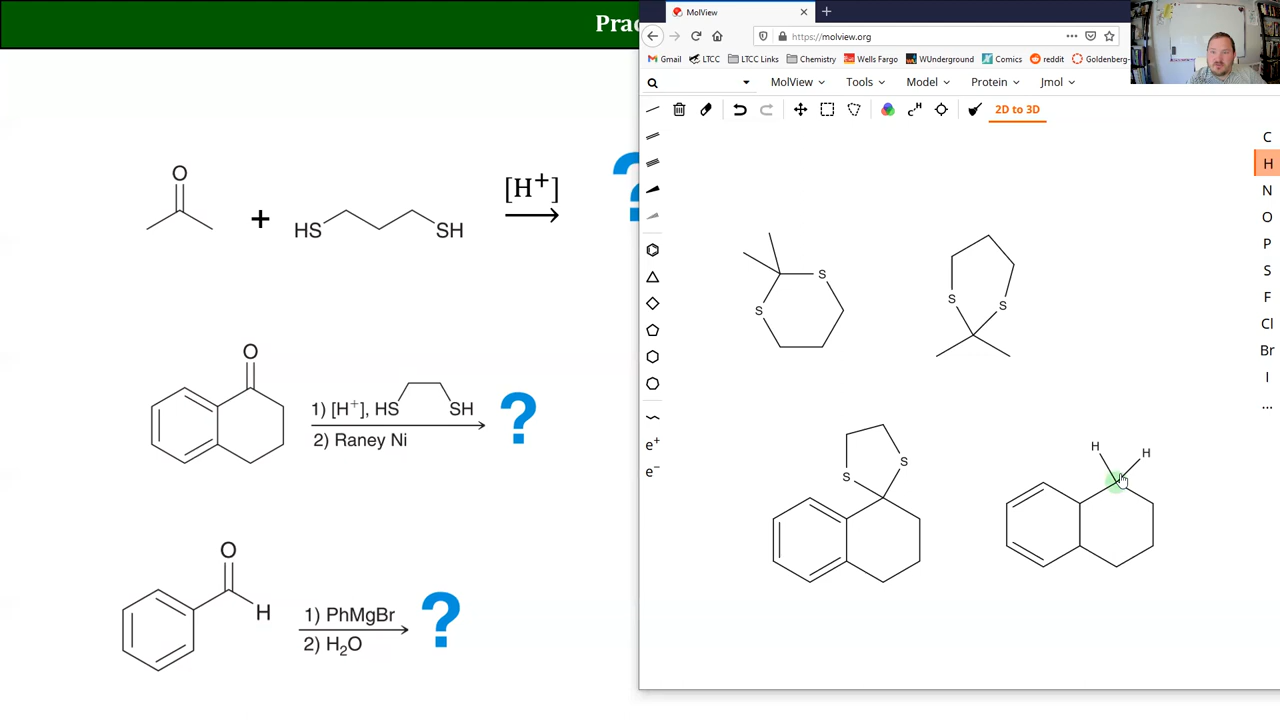 Prac
O
+
HS
SH
[H⁺]
?
O
1) [H⁺], HS
SH
2) Raney Ni
?
O
H
1) PhMgBr
2) H₂O
?
MolView
https://molview.org
Gmail
LTCC
LTCC Links
Chemistry
Wells Fargo
WUnderground
Comics
reddit
Goldenberg-
MolView
Tools
Model
Protein
Jmol
C H
2D to 3D
e⁺
e⁻
C
H
N
O
P
S
F
Cl
Br
I
...
S
S
S
S
S
S
H
H